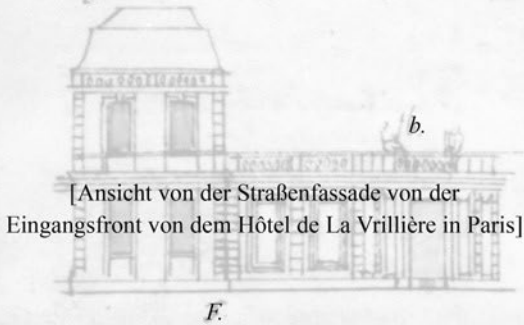 b.
[Ansicht von der Straßenfassade von der
Eingangsfront von dem Hôtel de La Vrillière in Paris]
F.